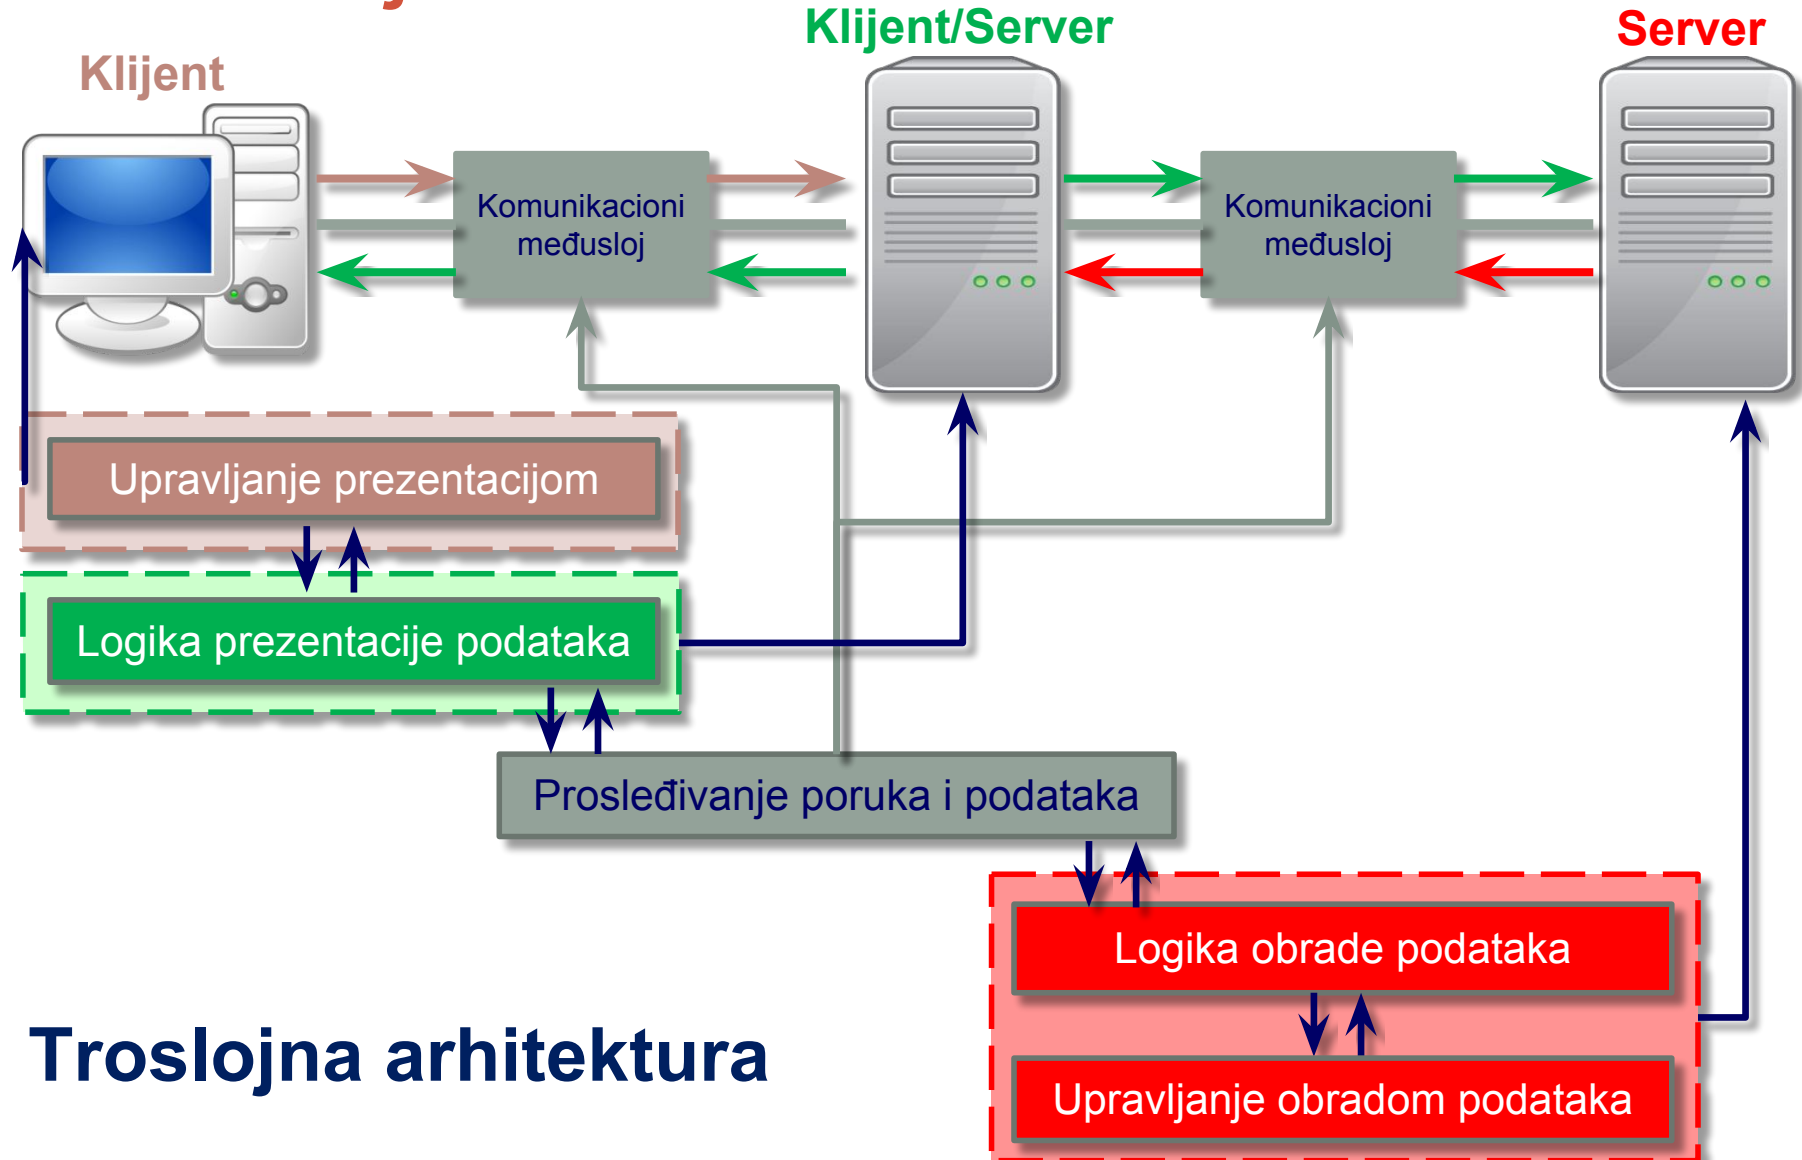 Klijent/Server
Server
Klijent
Komunikacioni
međusloj
Komunikacioni
međusloj
Upravljanje prezentacijom
Logika prezentacije podataka
Prosleđivanje poruka i podataka
Logika obrade podataka
Upravljanje obradom podataka
Troslojna arhitektura